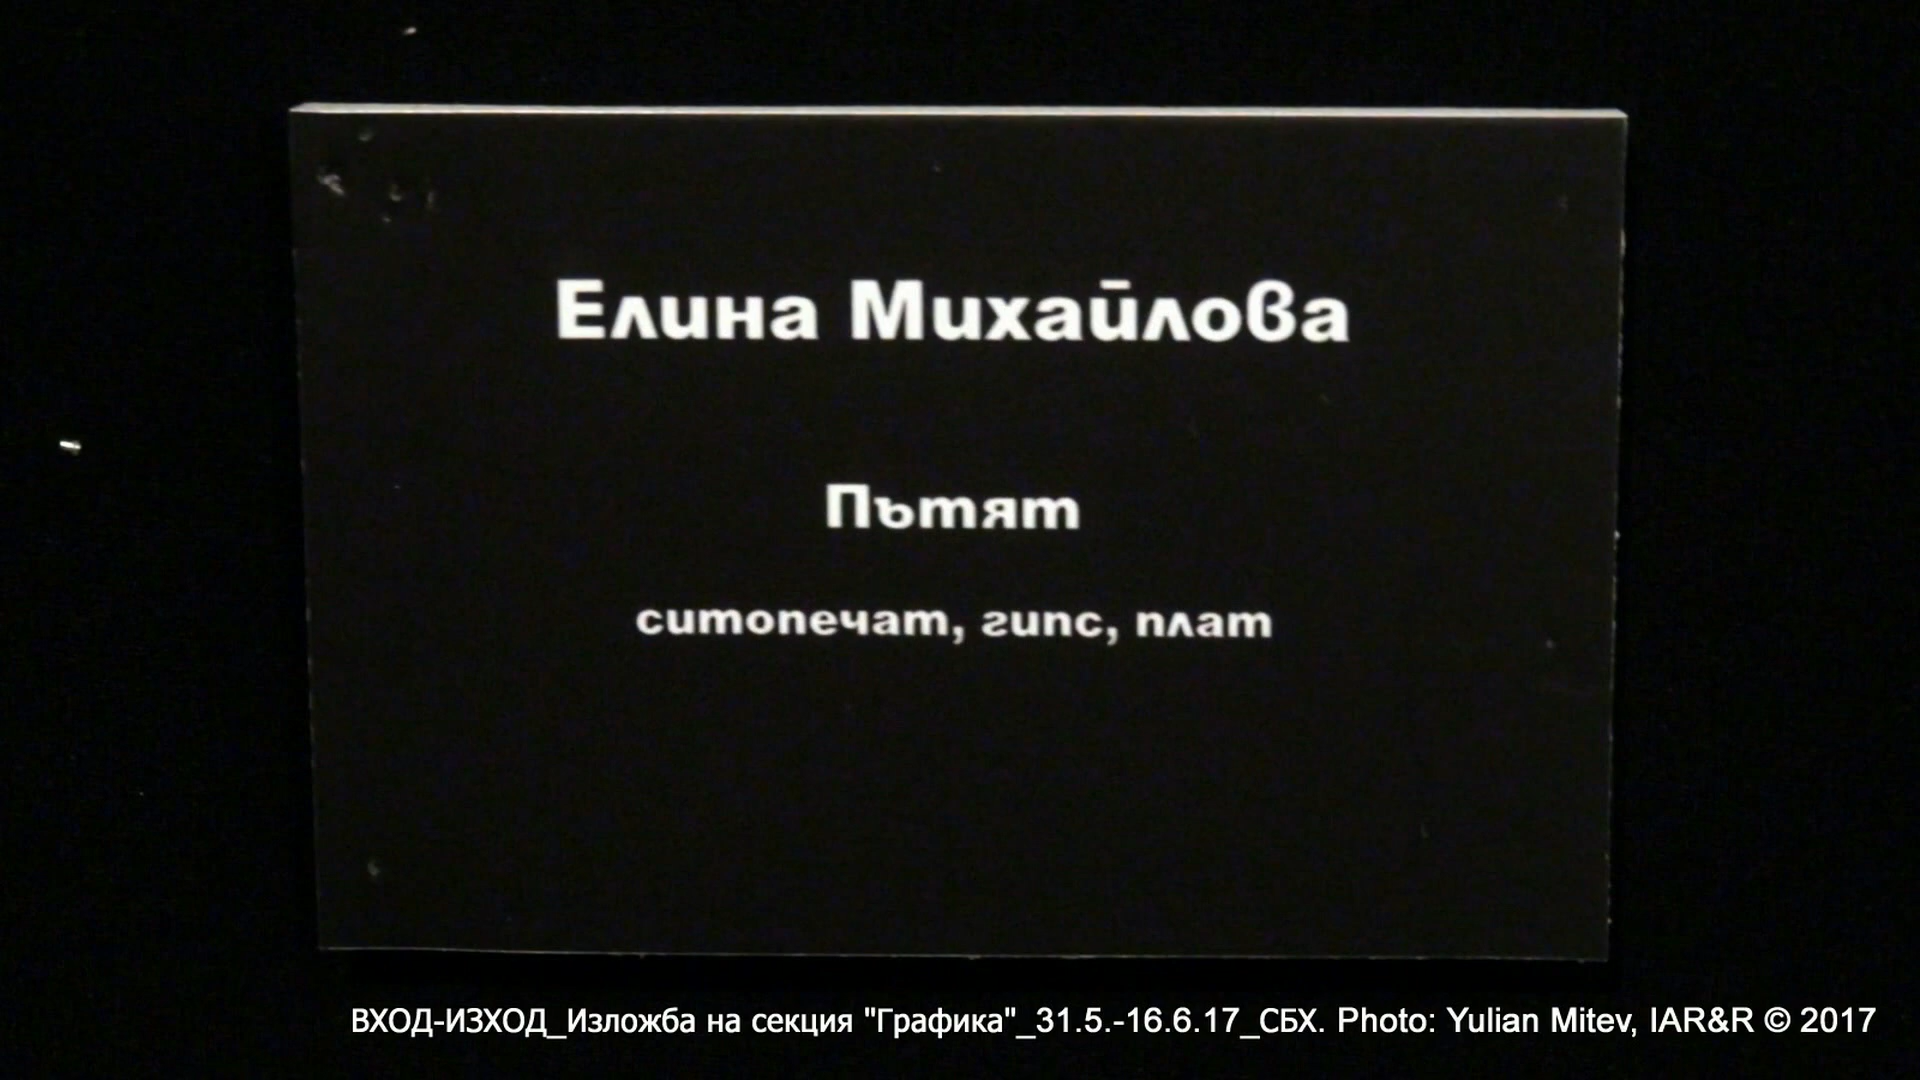 Елина Михайлова
Пътят
ситопечат, гипс, плат
ВХОД-ИЗХОД_Изложба на секция "Графика"_31.5.-16.6.17_СБХ. Photo: Yulian Mitev, IAR&R © 2017